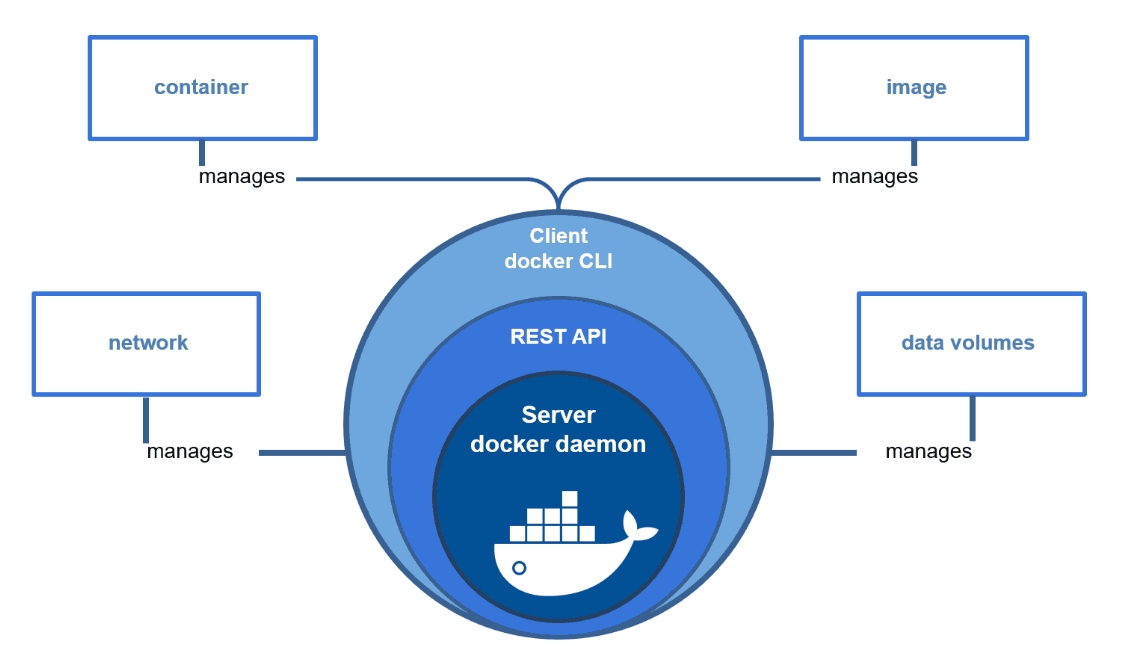 container
image
manages
manages
Client
docker CLI
network
REST API
data volumes
Server
docker daemon
manages
manages